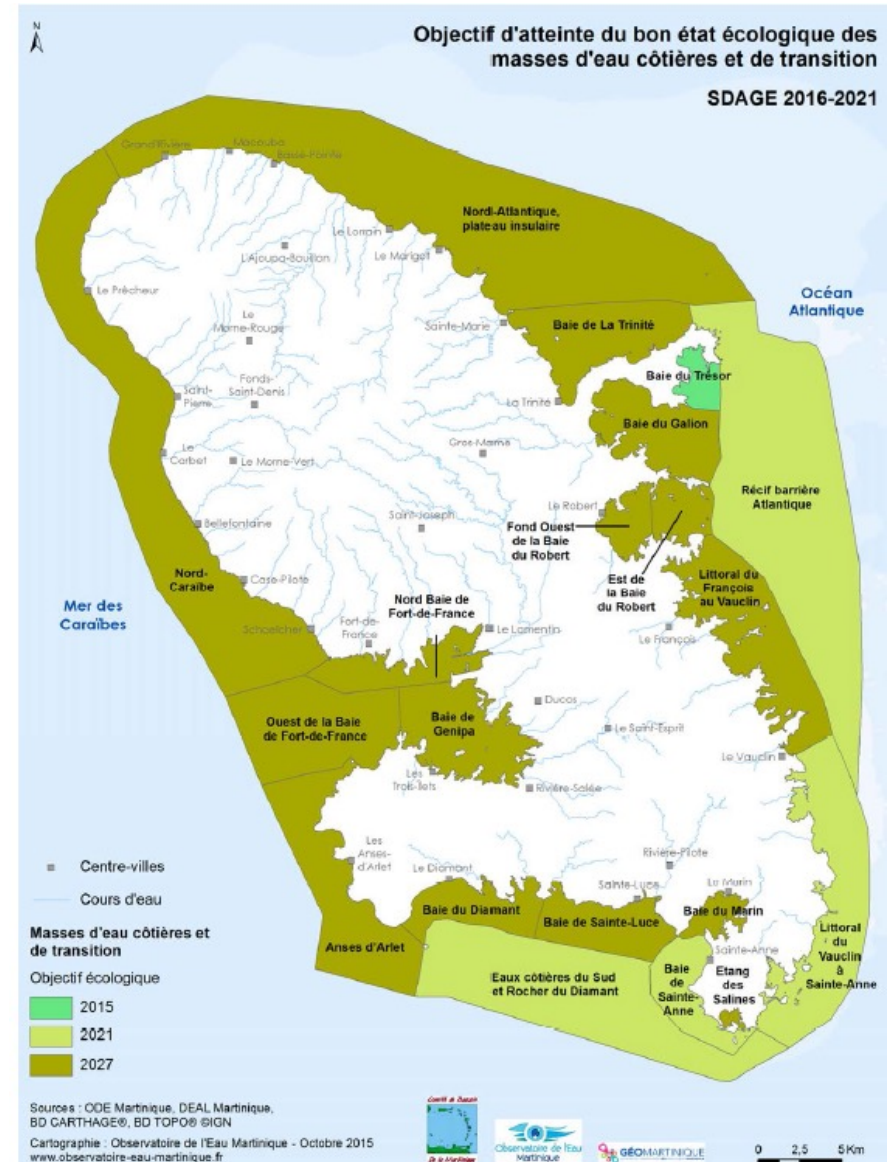 N
Objectif d'atteinte du bon état écologique des
masses d'eau côtières et de transition
SDAGE 2016-2021
Grand'Rivière
Macouba
Basse-Pointe
Nord-Atlantique,
plateau insulaire
Le Lorrain
L'Ajoupa-Bouillon
Le Marigot
Le Prêcheur
Océan
Atlantique
Le
Morne-Rouge
Sainte-Marie
Baie de La Trinité
Baie du Trésor
Saint-
Pierre
Fonds-
Saint-Denis
La Trinité
Baie du Galion
Gros-Morne
Le
Carbet
Le Morne-Vert
Récif barrière
Atlantique
Le Robert
Bellefontaine
Saint-Joseph
Fond Ouest
de la Baie
du Robert
Nord-
Caraïbe
Case-Pilote
Est de
la Baie
du Robert
Littoral du
François
au Vauclin
Mer des
Caraïbes
Nord Baie de
Fort-de-France
Schoelcher
Fort-de-
France
Le Lamentin
Le François
Ouest de la Baie
de Fort-de-France
Baie de
Genipa
Ducos
Le Saint-Esprit
Le Vauclin
Les
Trois-Ilets
Rivière-Salée
Les
Anses-
d'Arlet
Le Diamant
Rivière-Pilote
Sainte-Luce
Le Marin
Baie du Diamant
Baie de Sainte-Luce
Baie du Marin
Anses d'Arlet
Sainte-Anne
Littoral
du
Vauclin
à
Sainte-Anne
Eaux côtières du Sud
et Rocher du Diamant
Baie
de
Sainte-
Anne
Etang
des
Salines
Centre-villes
Cours d'eau
Masses d'eau côtières et
de transition
Objectif écologique
2015
2021
2027
Sources : ODE Martinique, DEAL Martinique,
BD CARTHAGE®, BD TOPO® ©IGN
Cartographie : Observatoire de l'Eau Martinique - Octobre 2015
www.observatoire-eau-martinique.fr
Comité de Bassin
De la Martinique
Observatoire de l'Eau
Martinique
GÉOMARTINIQUE
0 2,5 5 Km